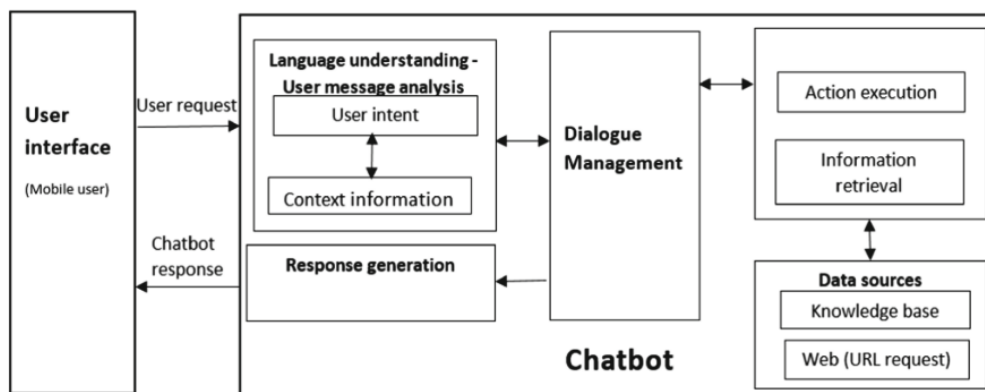 User
interface
(Mobile user)
User request
Chatbot
response
Language understanding -
User message analysis
User intent
Context information
Response generation
Dialogue
Management
Action execution
Information
retrieval
Data sources
Knowledge base
Web (URL request)
Chatbot